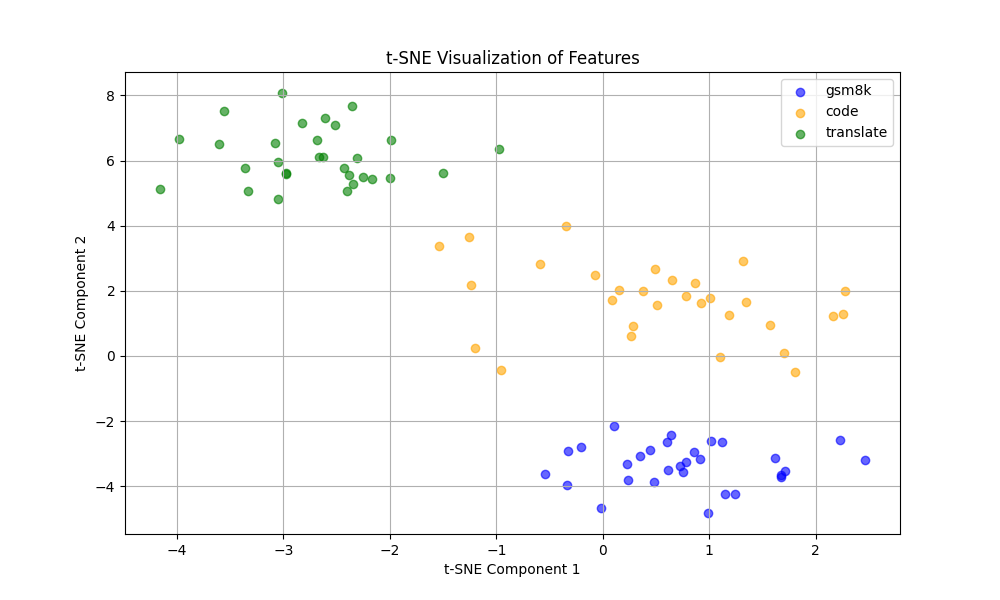 t-SNE Visualization of Features
gsm8k
code
translate
t-SNE Component 2
8
6
4
2
0
−2
−4
−4
−3
−2
−1
0
1
2
t-SNE Component 1